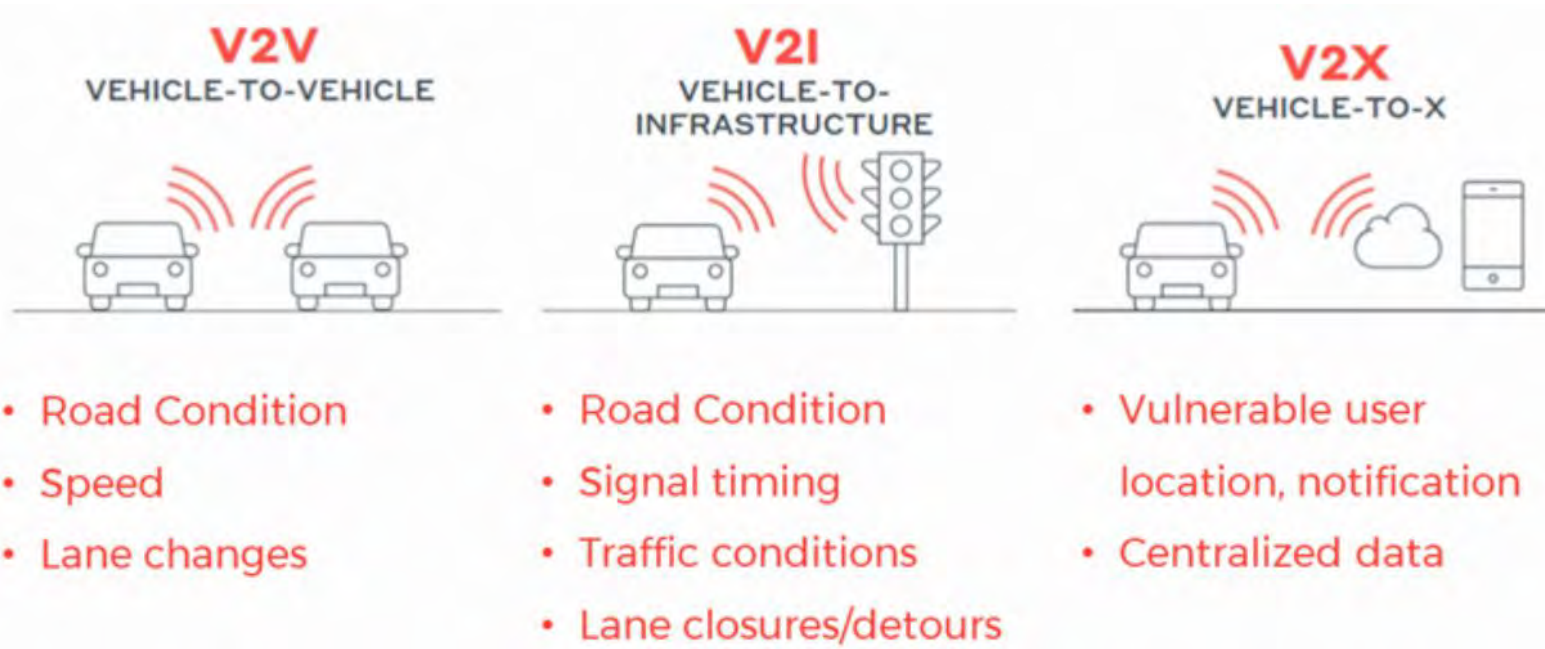 V2V
VEHICLE-TO-VEHICLE
• Road Condition
• Speed
• Lane changes
V2I
VEHICLE-TO-
INFRASTRUCTURE
• Road Condition
• Signal timing
• Traffic conditions
• Lane closures/detours
V2X
VEHICLE-TO-X
• Vulnerable user
location, notification
• Centralized data